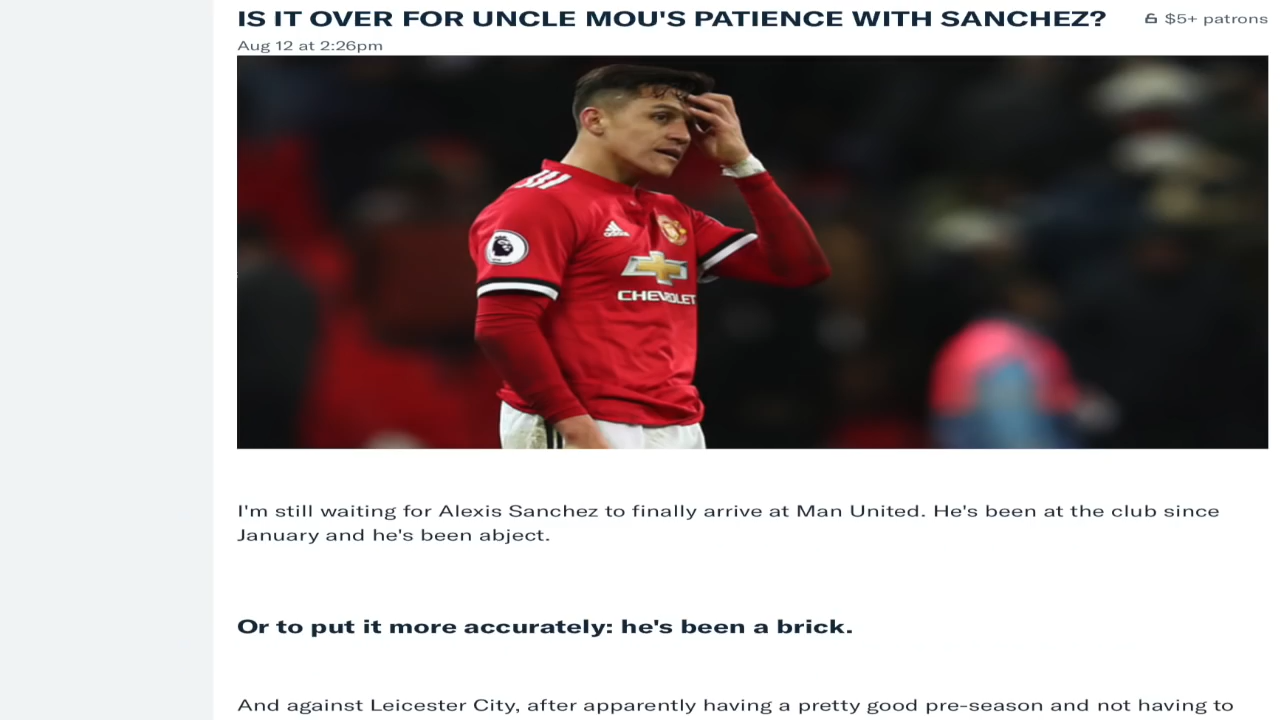 IS IT OVER FOR UNCLE MOU'S PATIENCE WITH SANCHEZ?
$5+ patrons
Aug 12 at 2:26pm
adidas
CHEVROLET
I'm still waiting for Alexis Sanchez to finally arrive at Man United. He's been at the club since
January and he's been abject.
Or to put it more accurately: he's been a brick.
And against Leicester City, after apparently having a pretty good pre-season and not having to